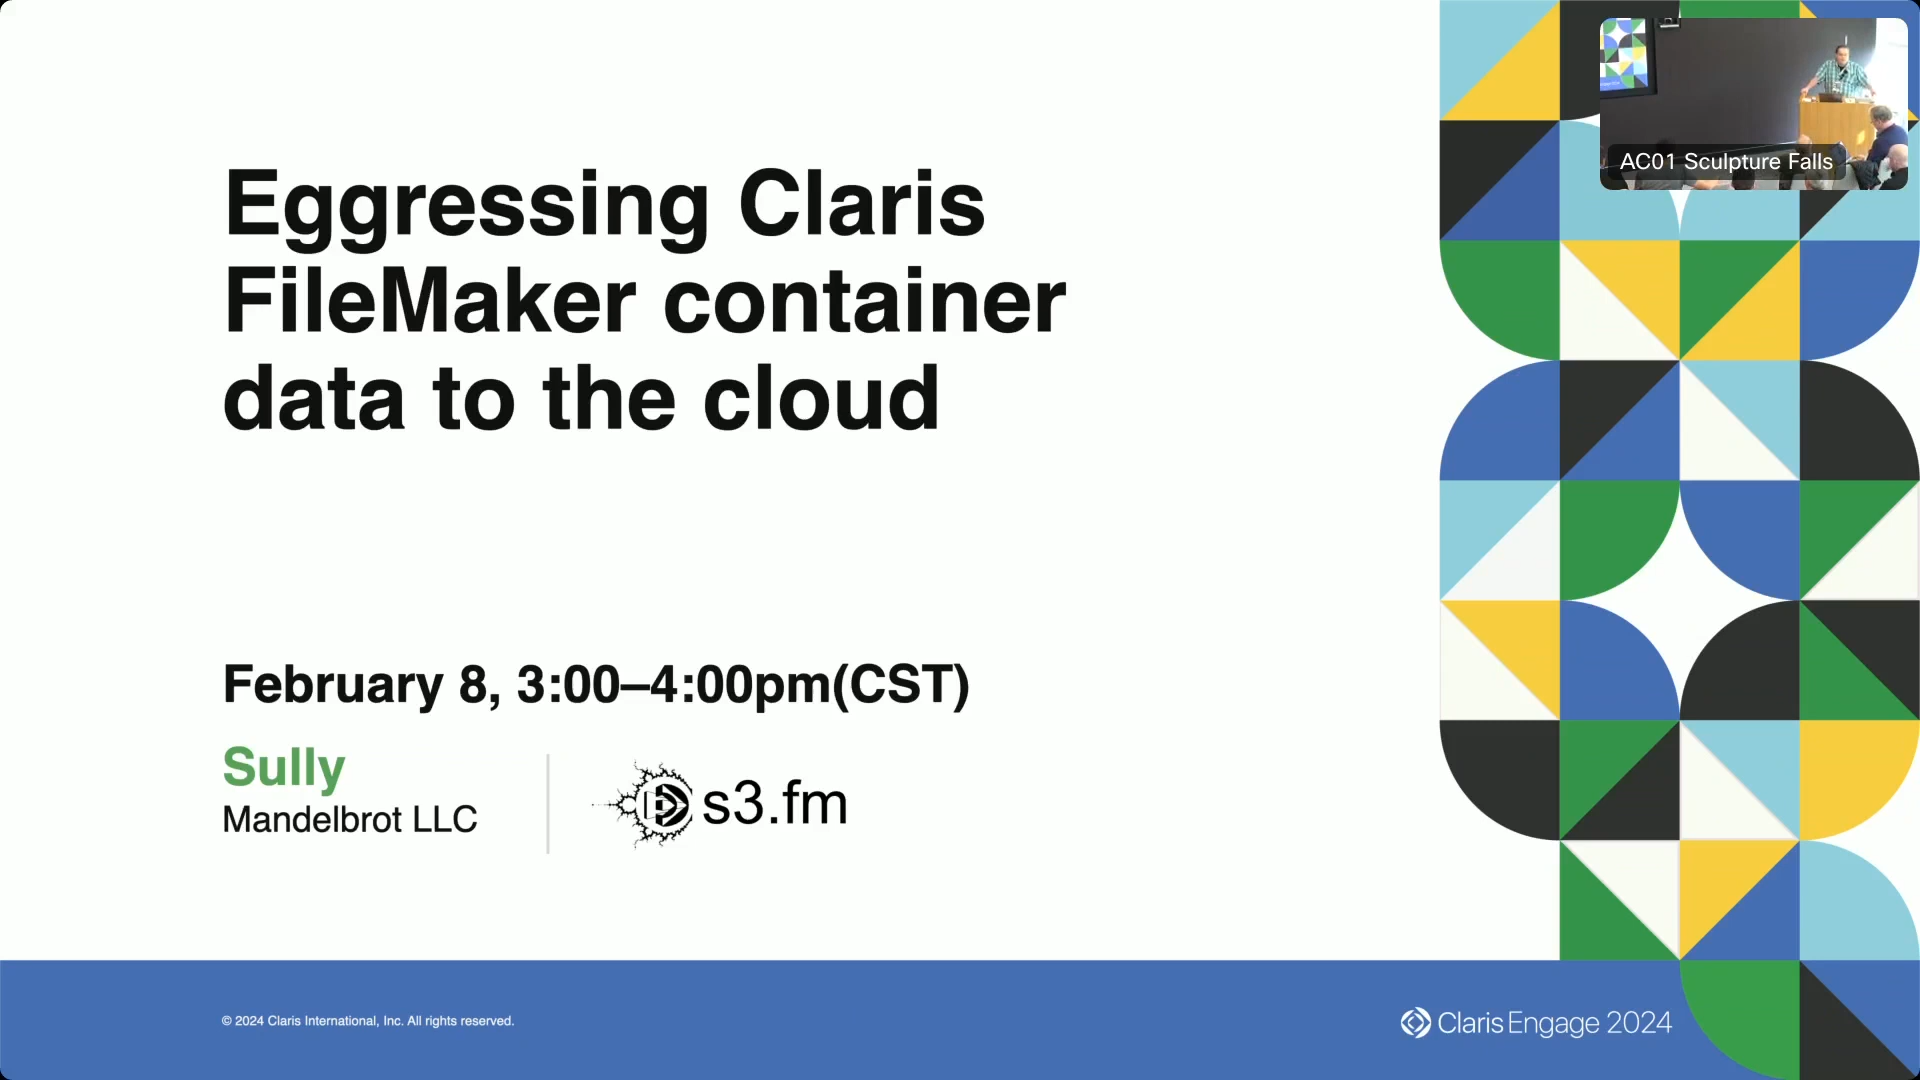 Eggressing Claris
FileMaker container
data to the cloud
February 8, 3:00–4:00pm(CST)
Sully
Mandelbrot LLC
s3.fm
AC01 Sculpture Falls
© 2024 Claris International, Inc. All rights reserved.
Claris Engage 2024